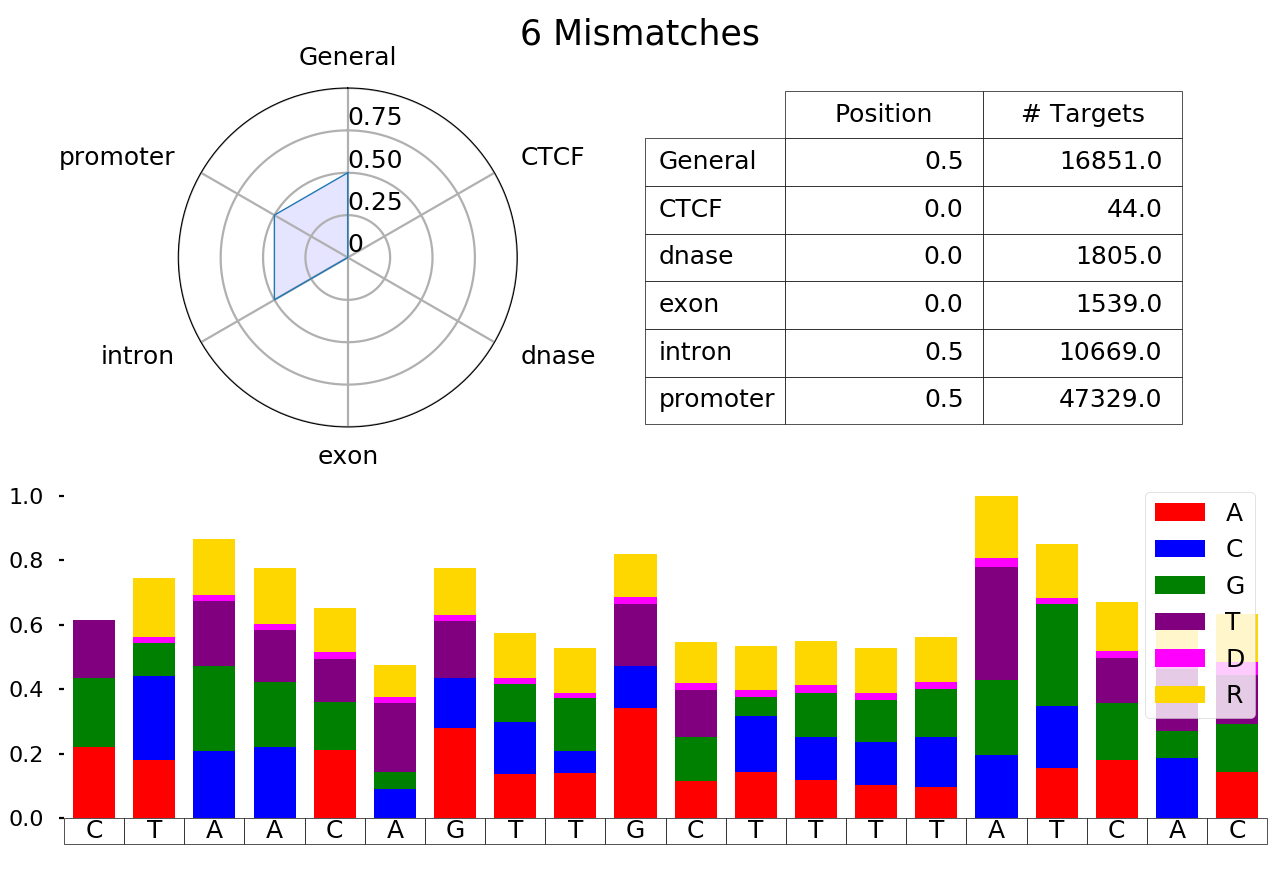 6 Mismatches
General
promoter
CTCF
0.75
0.50
0.25
0
intron
dnase
exon
Position # Targets
General 0.5 16851.0
CTCF 0.0 44.0
dnase 0.0 1805.0
exon 0.0 1539.0
intron 0.5 10669.0
promoter 0.5 47329.0
1.0
0.8
0.6
0.4
0.2
0.0
A
C
G
T
D
R
C T A A C A G T T G C T T T T A T C A C